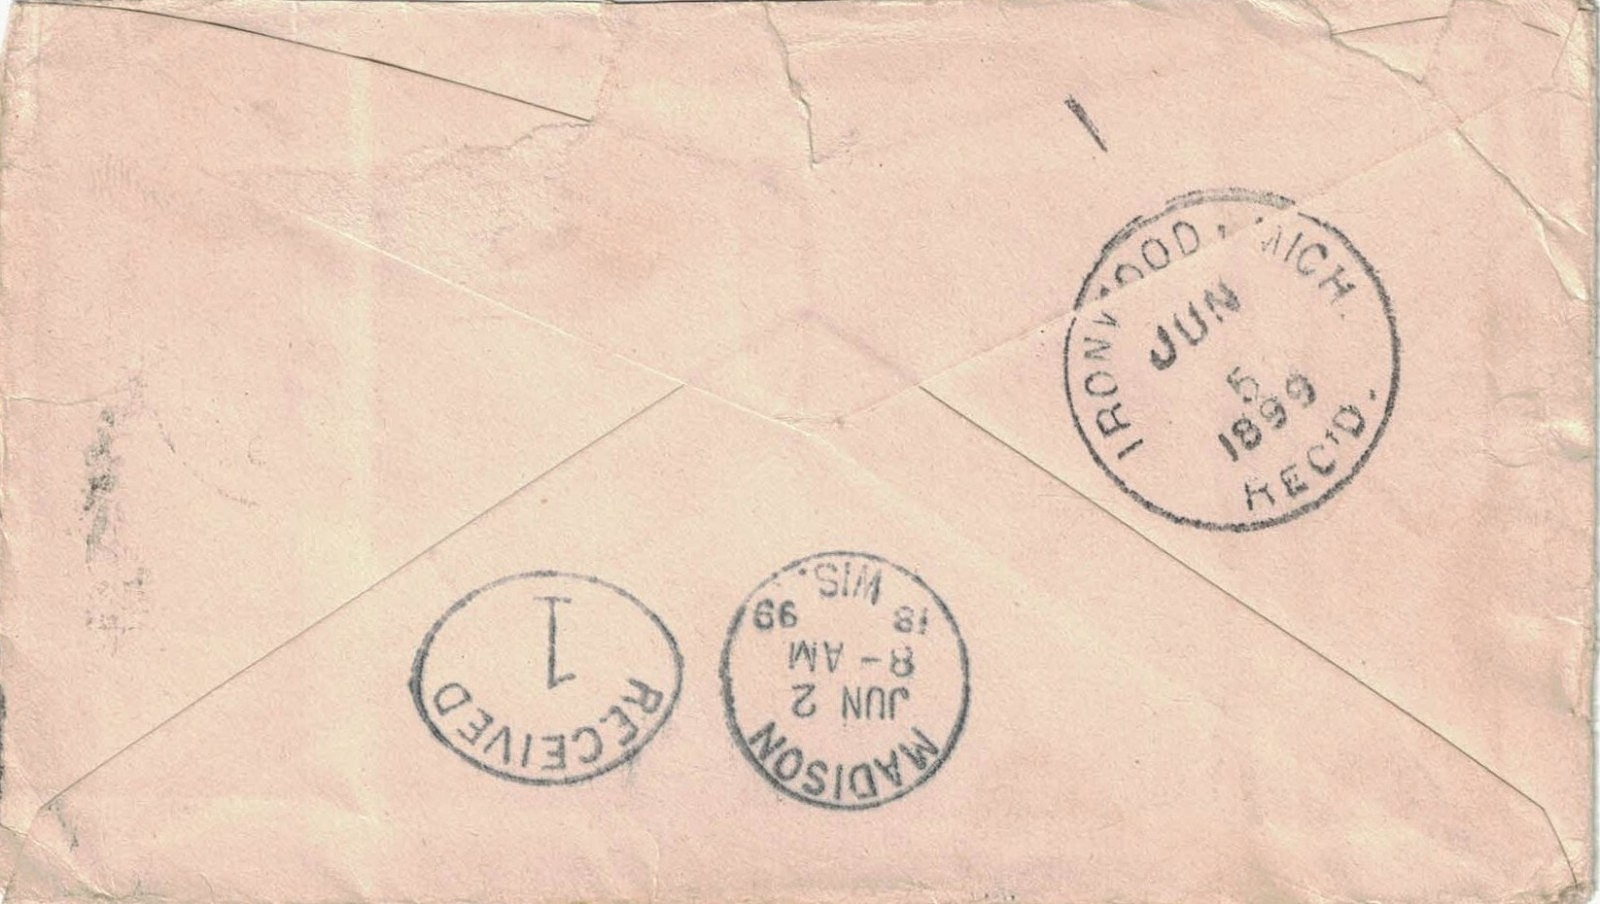 IRONWOOD, MICH.
JUN
5
1899
REC'D.
MADISON
JUN 2
8-AM
18 99
WIS.
RECEIVED
1